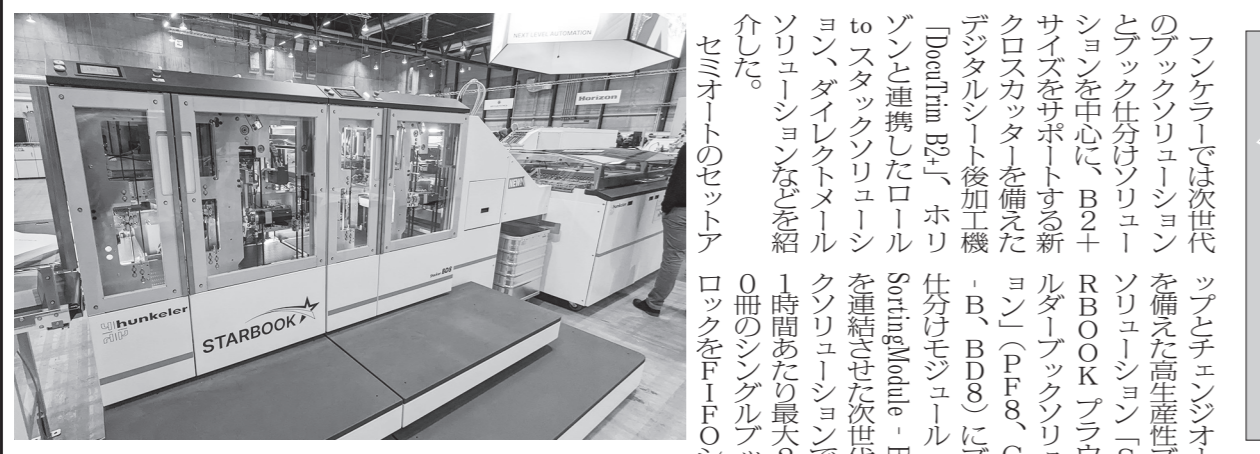 フンケラーでは次世代
のブックソリューション
とブック仕分けソリュー
ションを中心に、B2+
サイズをサポートする新
クロスカッターを備えた
デジタルシート後加工機
「DocuTrim B2+」、ホリ
ゾンと連携したロール
to スタックソリューシ
ョン、ダイレクトメール
ソリューションなどを紹
介した。
セミオートのセットア
ップとチェンジオ
を備えた高生産性
ソリューション「
RBOOK プラウ
ルダーブックソリュ
ョン」(PF8、
-B、BD8)に
仕分けモジュール
SortingModule -
を連結させた次世代
クソリューションで
1時間あたり最大
0冊のシングルブッ
ロックをFIFO
NEXT LEVEL AUTOMATION
Horizon
hunkeler
STARBOOK